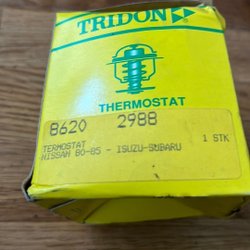 TRIDON
THERMOSTAT
8620 2988
TERMOSTAT 1 STK
NISSAN 80-85 - ISUZU-SUBARU